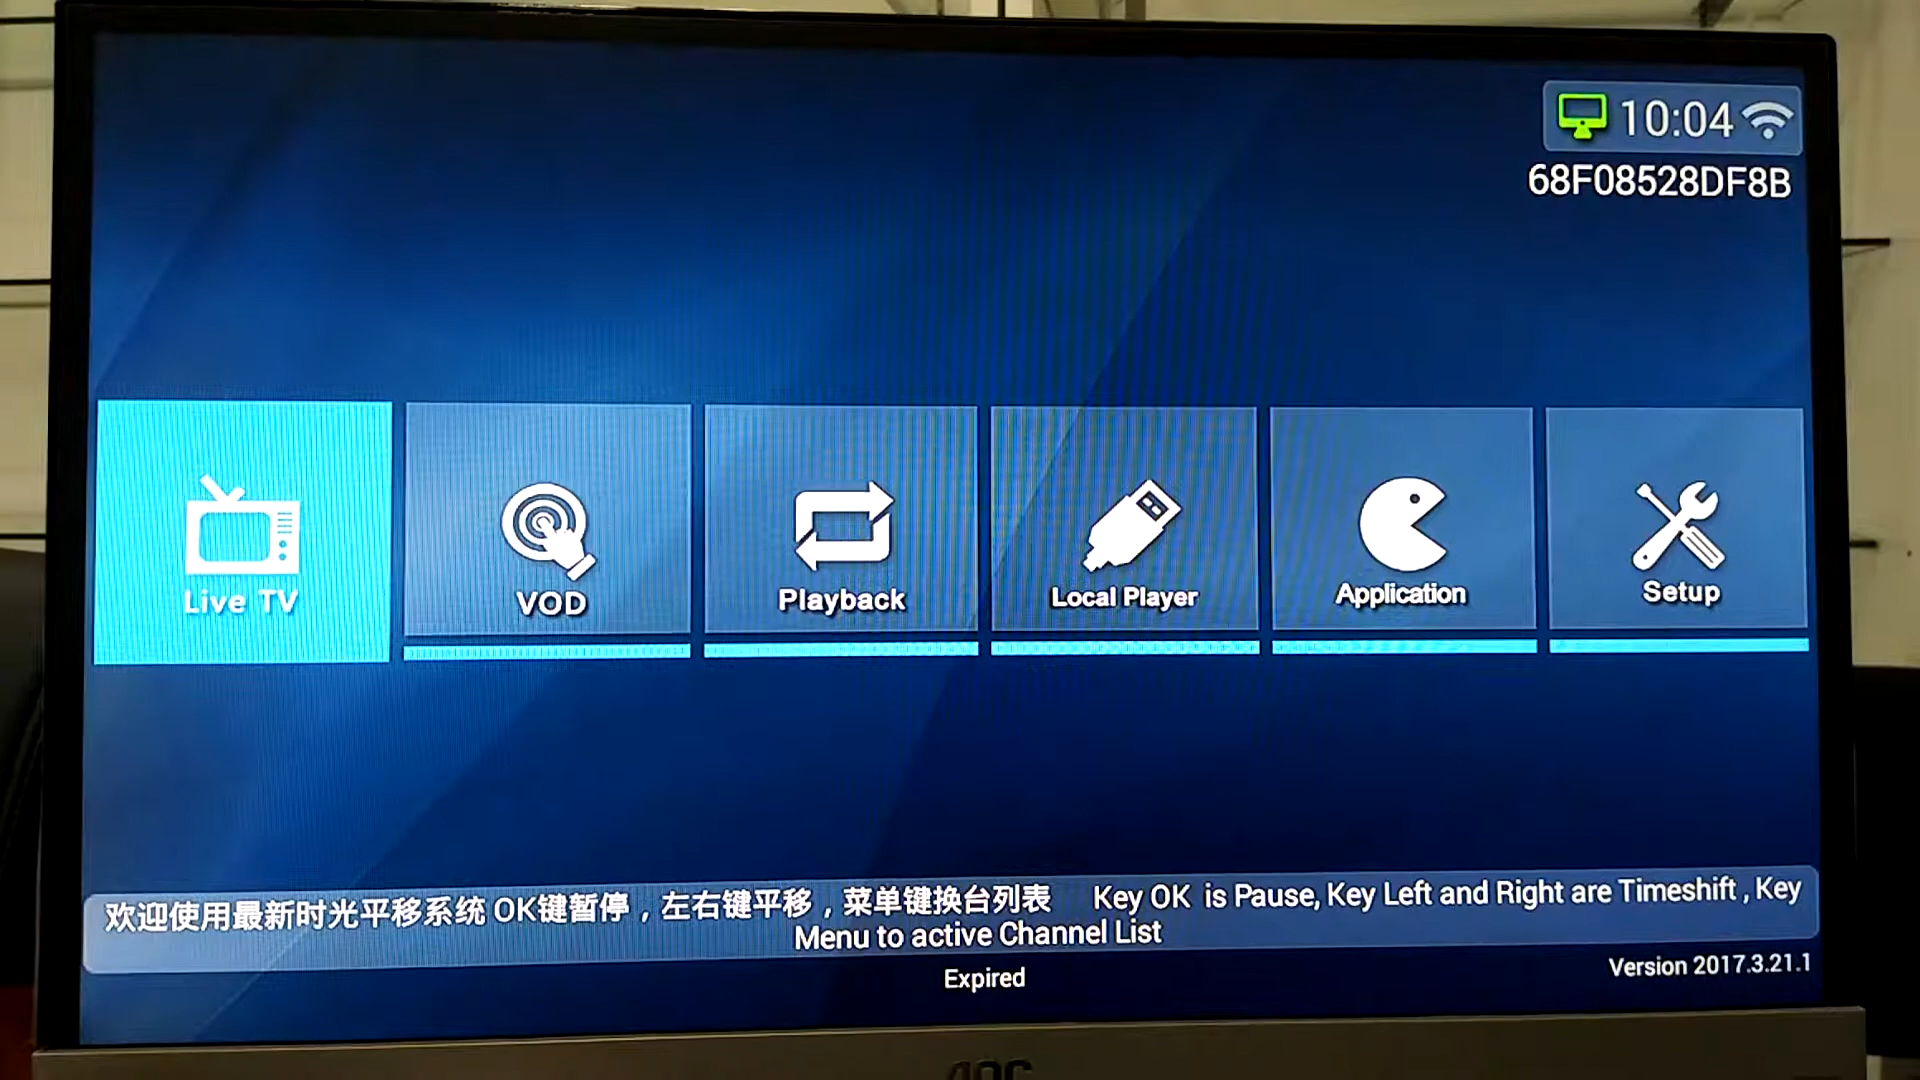 10:04
68F08528DF8B
Live TV
VOD
Playback
Local Player
Application
Setup
欢迎使用最新时光平移系统 OK键暂停，左右键平移，菜单键换台列表 Key OK is Pause, Key Left and Right are Timeshift , Key
Menu to active Channel List
Expired
Version 2017.3.21.1
AOC